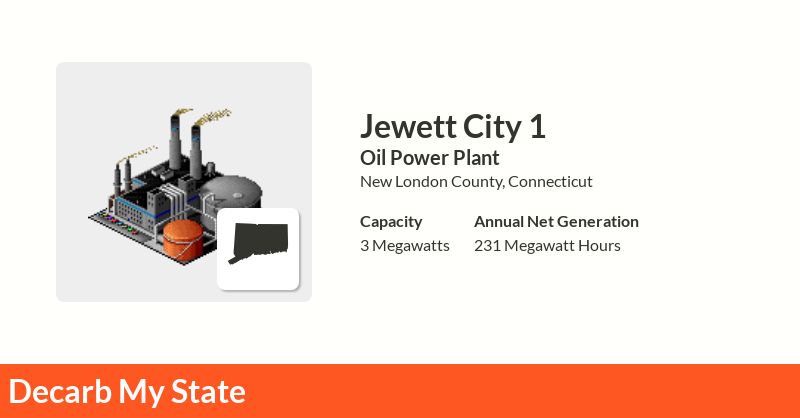 Jewett City 1
Oil Power Plant
New London County, Connecticut
Capacity
3 Megawatts
Annual Net Generation
231 Megawatt Hours
Decarb My State